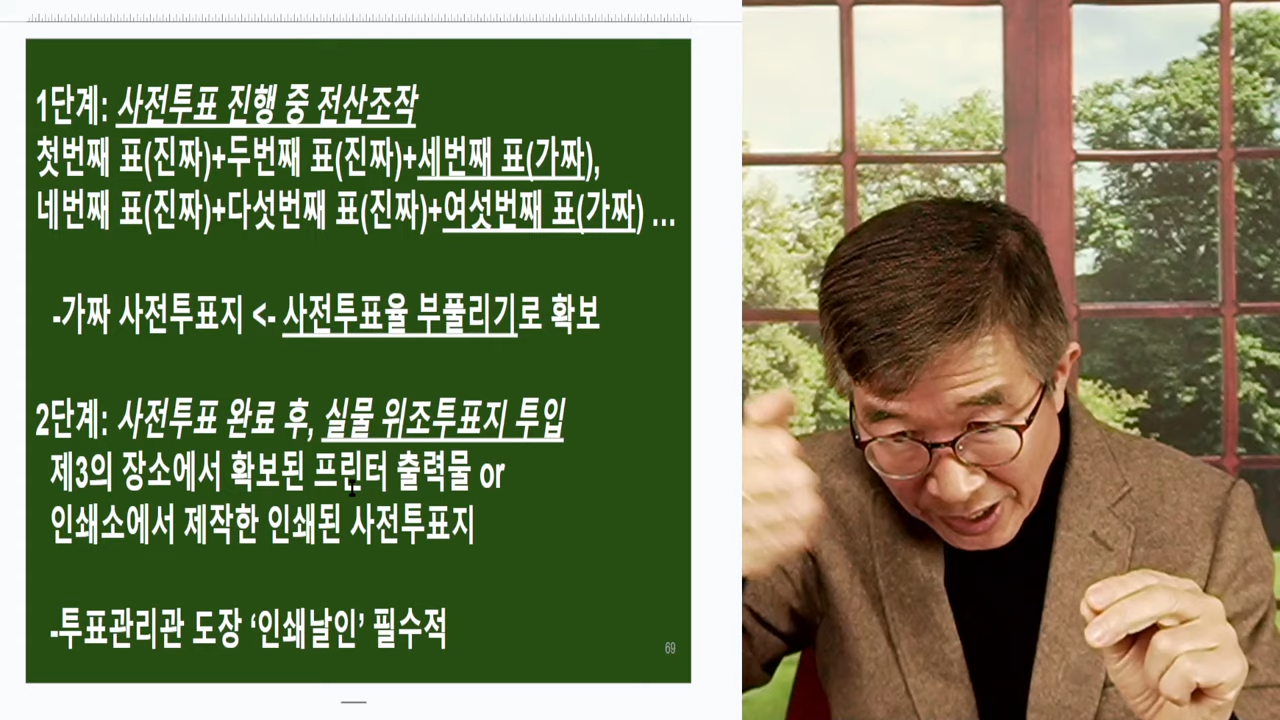 1단계: 사전투표 진행 중 전산조작
첫번째 표(진짜)+두번째 표(진짜)+세번째 표(가짜),
네번째 표(진짜)+다섯번째 표(진짜)+여섯번째 표(가짜) ...
-가짜 사전투표지 <- 사전투표율 부풀리기로 확보
2단계: 사전투표 완료 후, 실물 위조투표지 투입
제3의 장소에서 확보된 프린터 출력물 or
인쇄소에서 제작한 인쇄된 사전투표지
-투표관리관 도장 ‘인쇄날인’ 필수적
69